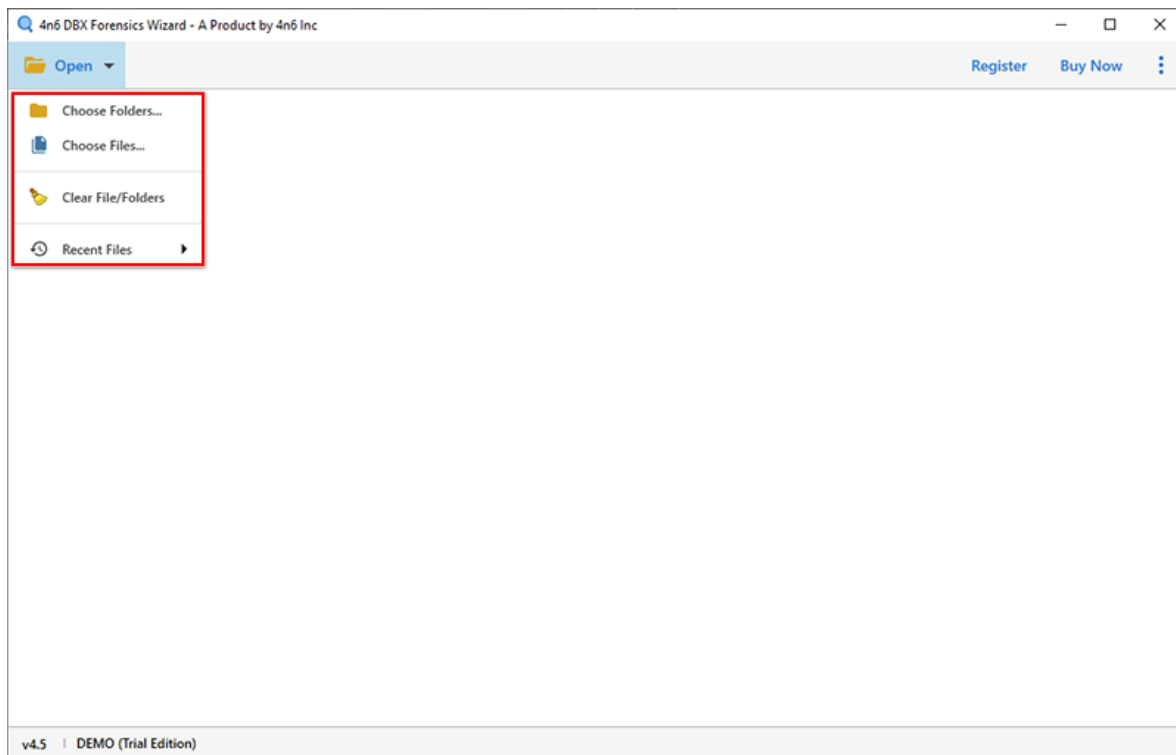 4n6 DBX Forensics Wizard - A Product by 4n6 Inc
Open Register Buy Now
Choose Folders...
Choose Files...
Clear File/Folders
Recent Files
v4.5 DEMO (Trial Edition)